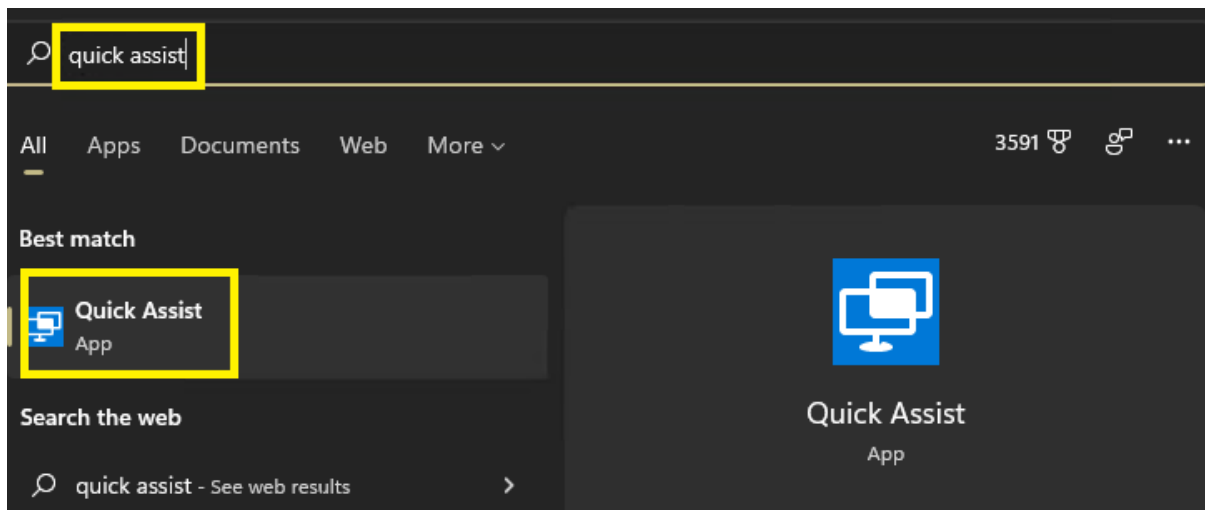 quick assist
All Apps Documents Web More
3591
Best match
Quick Assist
App
Search the web
quick assist - See web results
Quick Assist
App